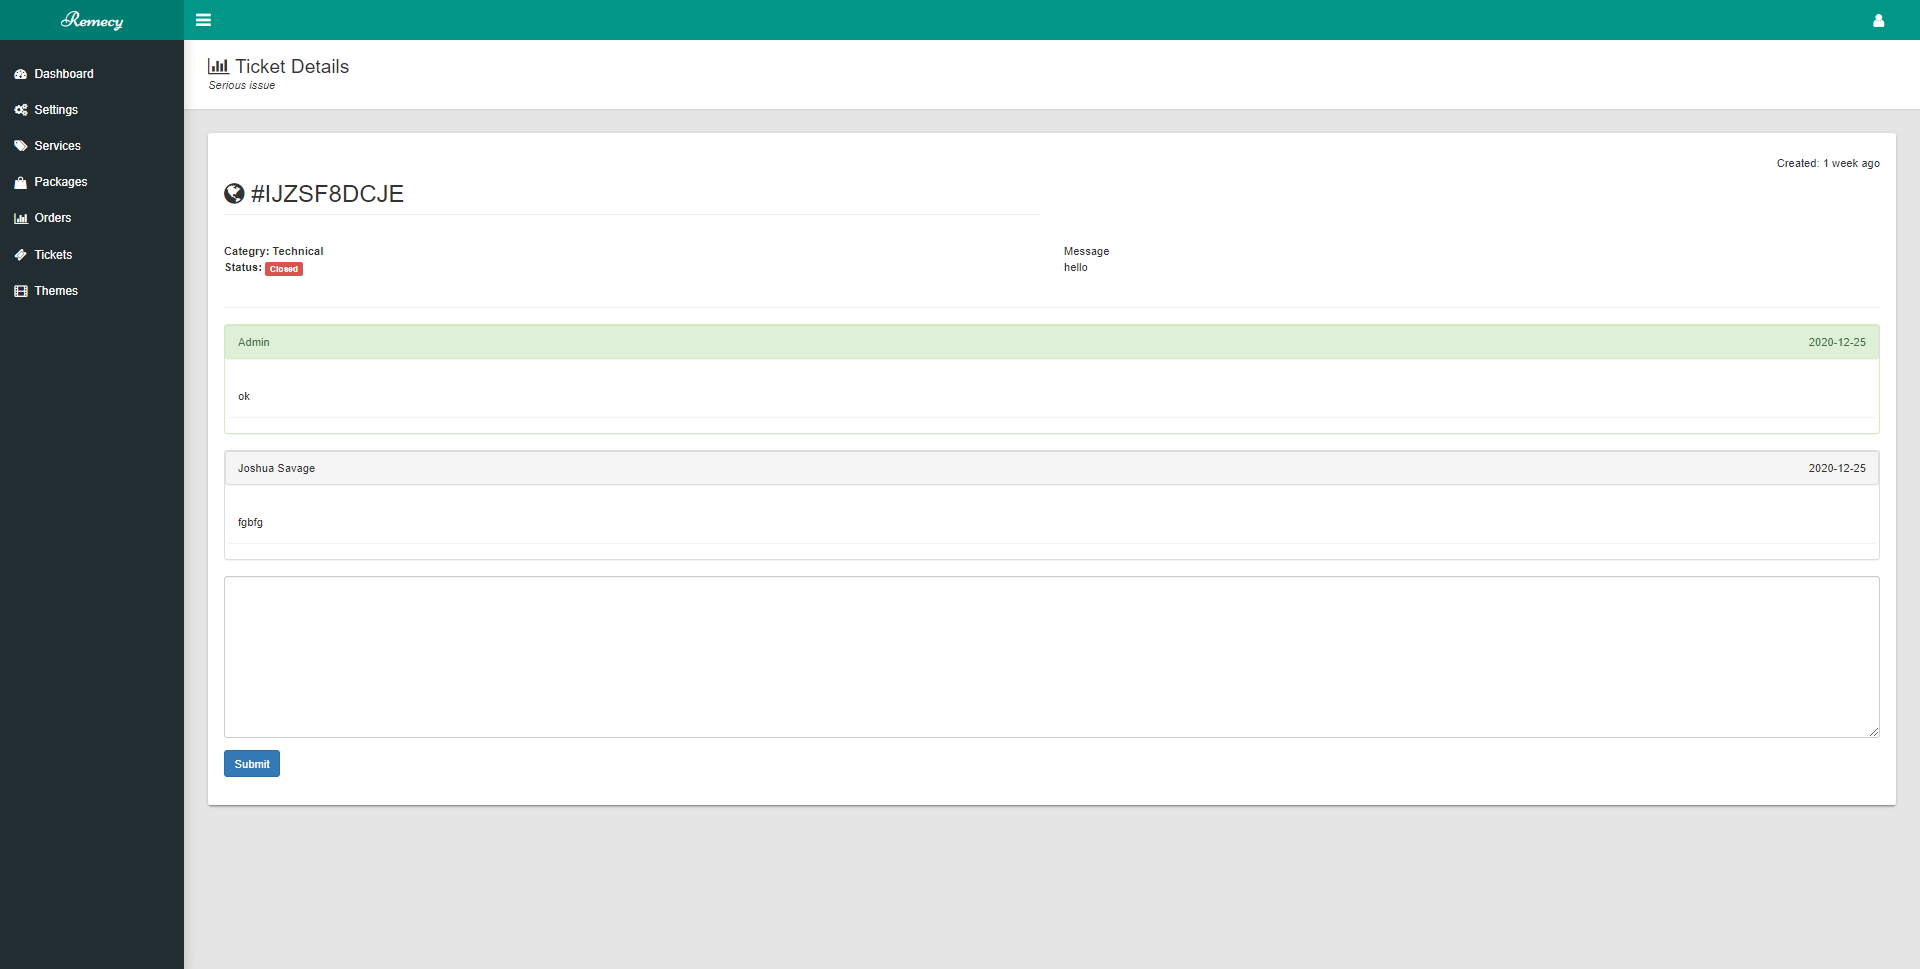 Remecy
Dashboard
Settings
Services
Packages
Orders
Tickets
Themes
Ticket Details
Serious issue
Created: 1 week ago
#IJZSF8DCJE
Categry: Technical
Status: Closed
Message
hello
Admin 2020-12-25
ok
Joshua Savage 2020-12-25
fgbfg
Submit